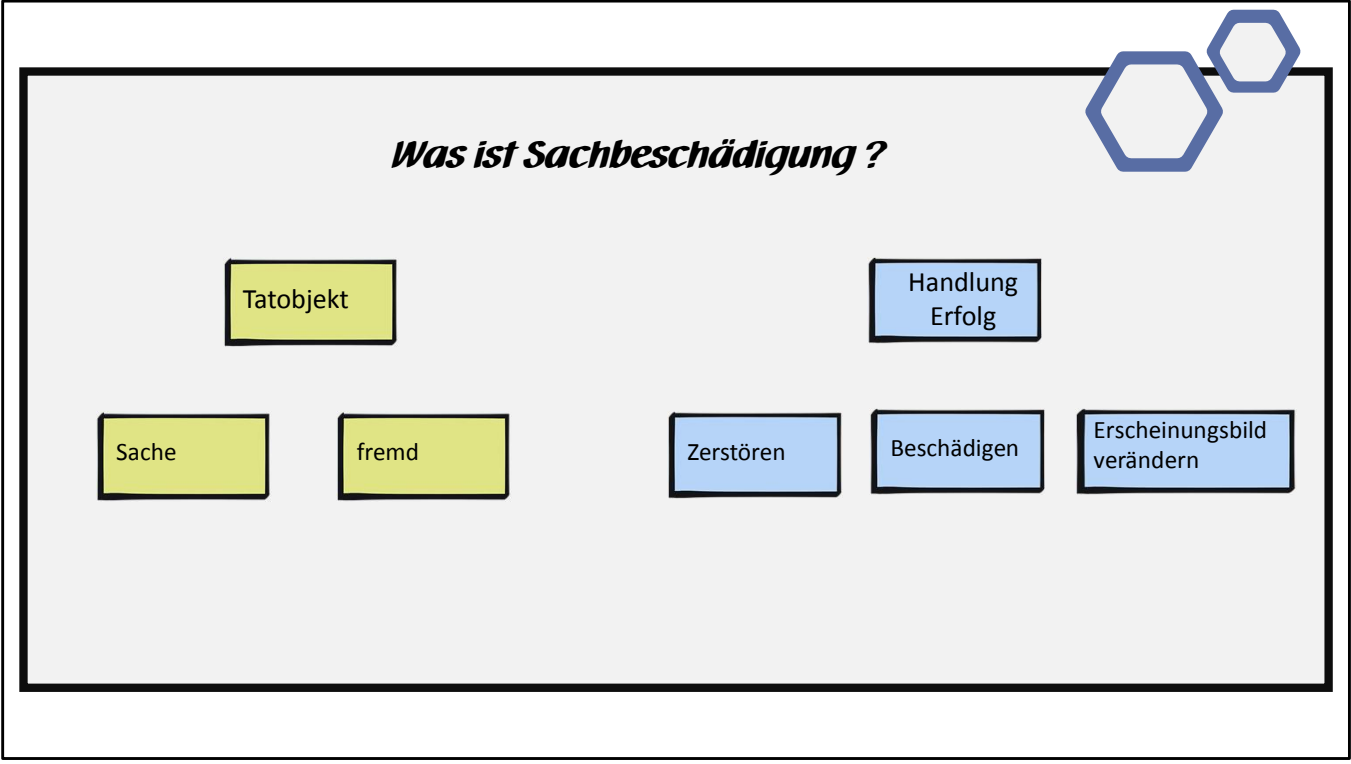 Was ist Sachbeschädigung ?
Tatobjekt
Handlung
Erfolg
Sache
fremd
Zerstören
Beschädigen
Erscheinungsbild
verändern